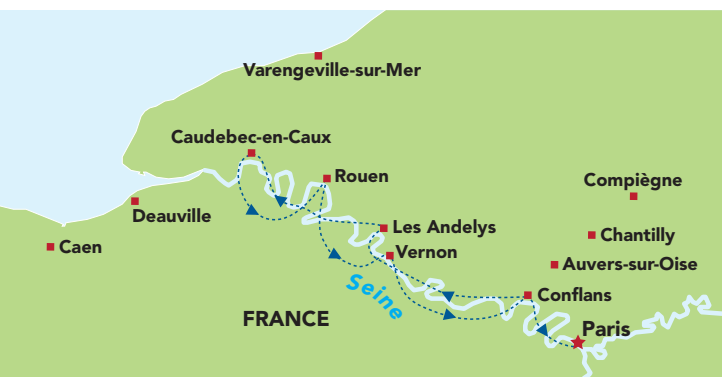 Varengeville-sur-Mer
Caudebec-en-Caux
Rouen
Compiègne
Deauville
Les Andelys
Chantilly
Caen
Vernon
Auvers-sur-Oise
Seine
Conflans
FRANCE
Paris